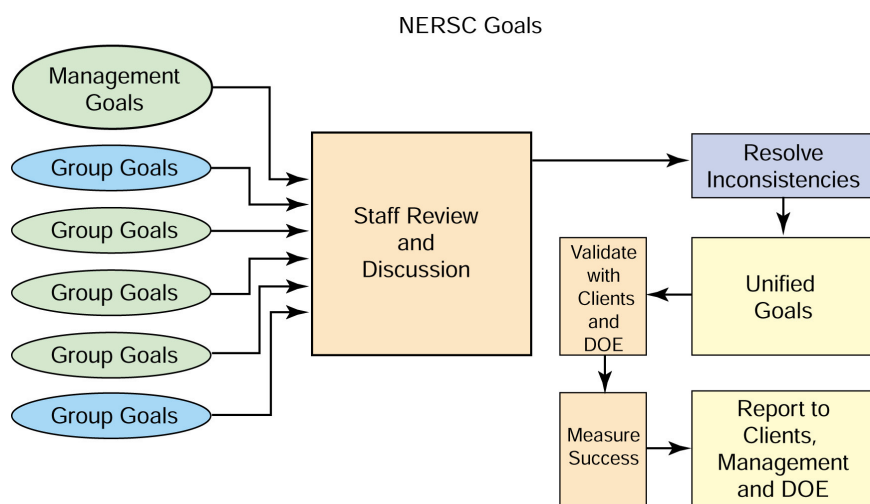 NERSC Goals
Management
Goals
Group Goals
Group Goals
Group Goals
Group Goals
Group Goals
Staff Review
and
Discussion
Resolve
Inconsistencies
Unified
Goals
Validate
with
Clients
and
DOE
Measure
Success
Report to
Clients,
Management
and DOE